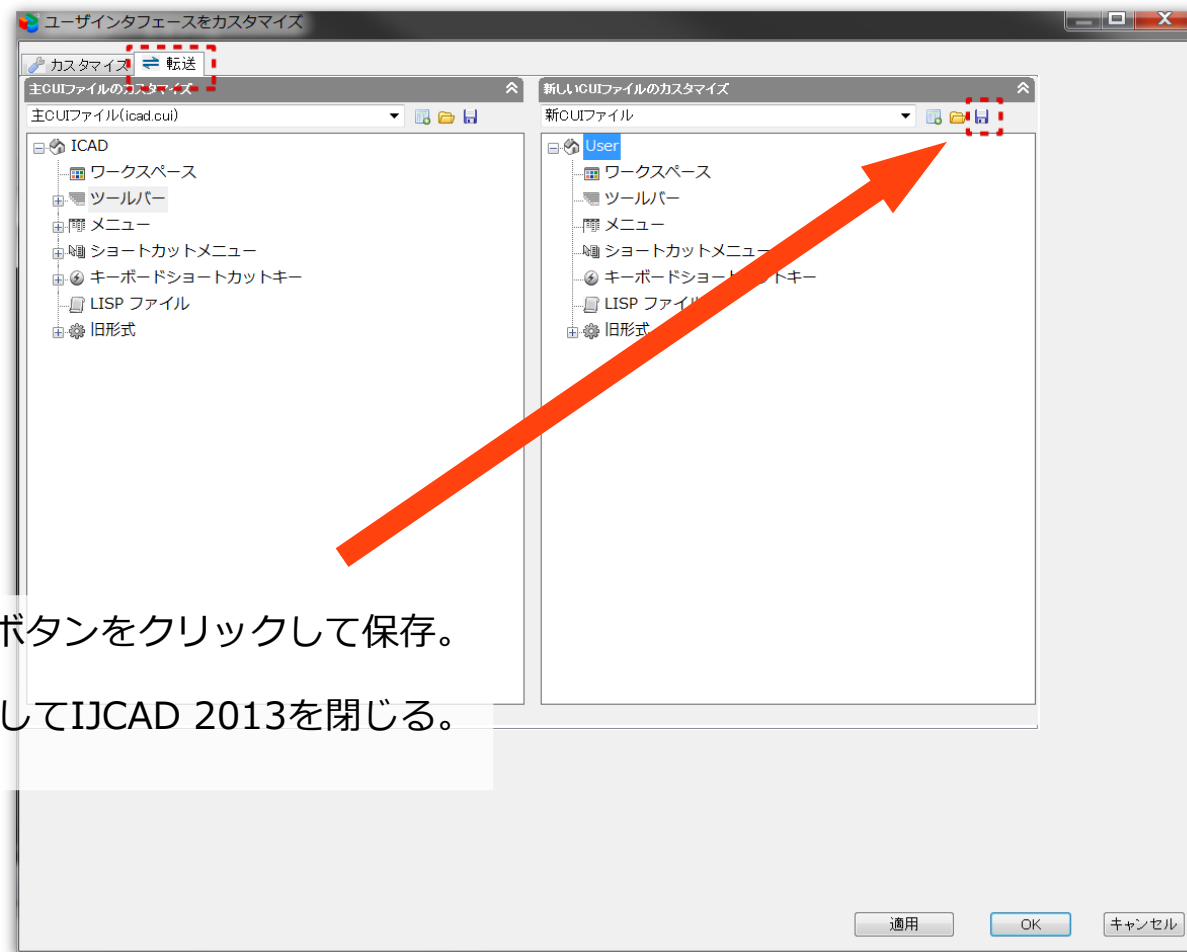 ユーザインタフェースをカスタマイズ
カスタマイズ
転送
主CUIファイルのカスタマイズ
新しいCUIファイルのカスタマイズ
主CUIファイル(icad.cui)
新CUIファイル
ICAD
ワークスペース
ツールバー
メニュー
ショートカットメニュー
キーボードショートカットキー
LISP ファイル
旧形式
User
ワークスペース
ツールバー
メニュー
ショートカットメニュー
キーボードショートカットキー
LISP ファイル
旧形式
ボタンをクリックして保存。
してIJCAD 2013を閉じる。
適用
OK
キャンセル